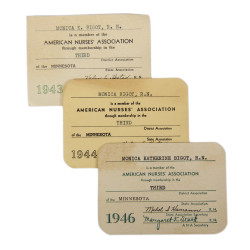 MONICA K. BIGOT, R. N.
is a member of the
AMERICAN NURSES' ASSOCIATION
through membership in the
THIRD
District Association
of the MINNESOTA
State Association
1943
MONICA BIGOT, R.N.
is a member of the
AMERICAN NURSES' ASSOCIATION
through membership in the
THIRD
District Association
of the MINNESOTA
State Association
1944
MONICA KATHERINE BIGOT, R.N.
is a member of the
AMERICAN NURSES' ASSOCIATION
through membership in the
THIRD
District Association
of the MINNESOTA
State Association
1946
Margaret K.